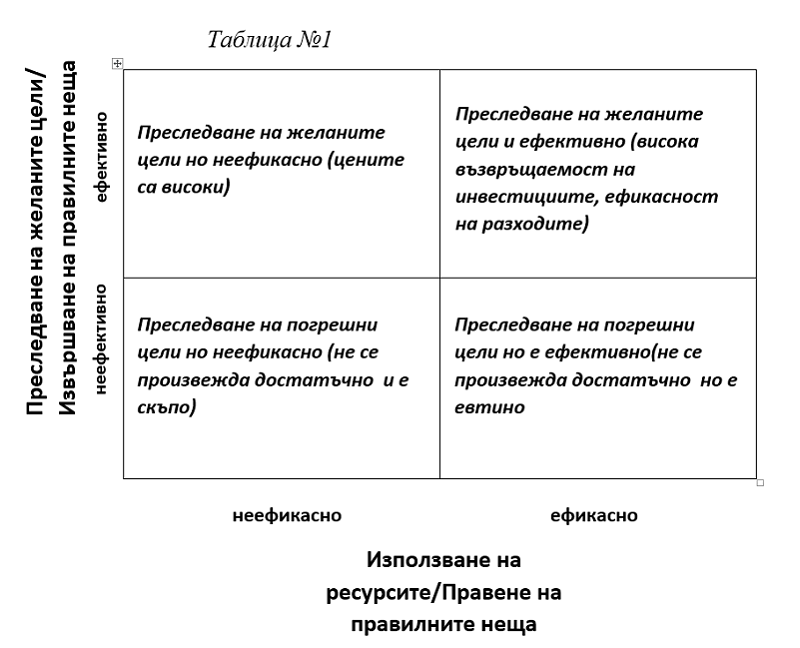 Таблица №1
Преследване на желаните цели/
Извършване на правилните неща
ефективно
неефективно
Преследване на желаните
цели но неефикасно (цените
са високи)
Преследване на желаните
цели и ефективно (висока
възвръщаемост на
инвестициите, ефикасност
на разходите)
Преследване на погрешни
цели но неефикасно (не се
произвежда достатъчно и е
скъпо)
Преследване на погрешни
цели но е ефективно(не се
произвежда достатъчно но е
евтино
неефикасно
ефикасно
Използване на
ресурсите/Правене на
правилните неща